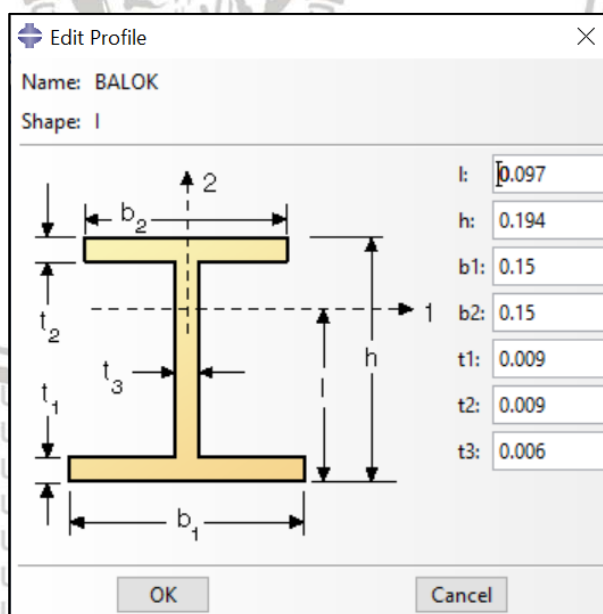 Edit Profile
Name: BALOK
Shape: I
2
b2
t2
1
t3
h
l
t1
b1
l: 0.097
h: 0.194
b1: 0.15
b2: 0.15
t1: 0.009
t2: 0.009
t3: 0.006
OK
Cancel